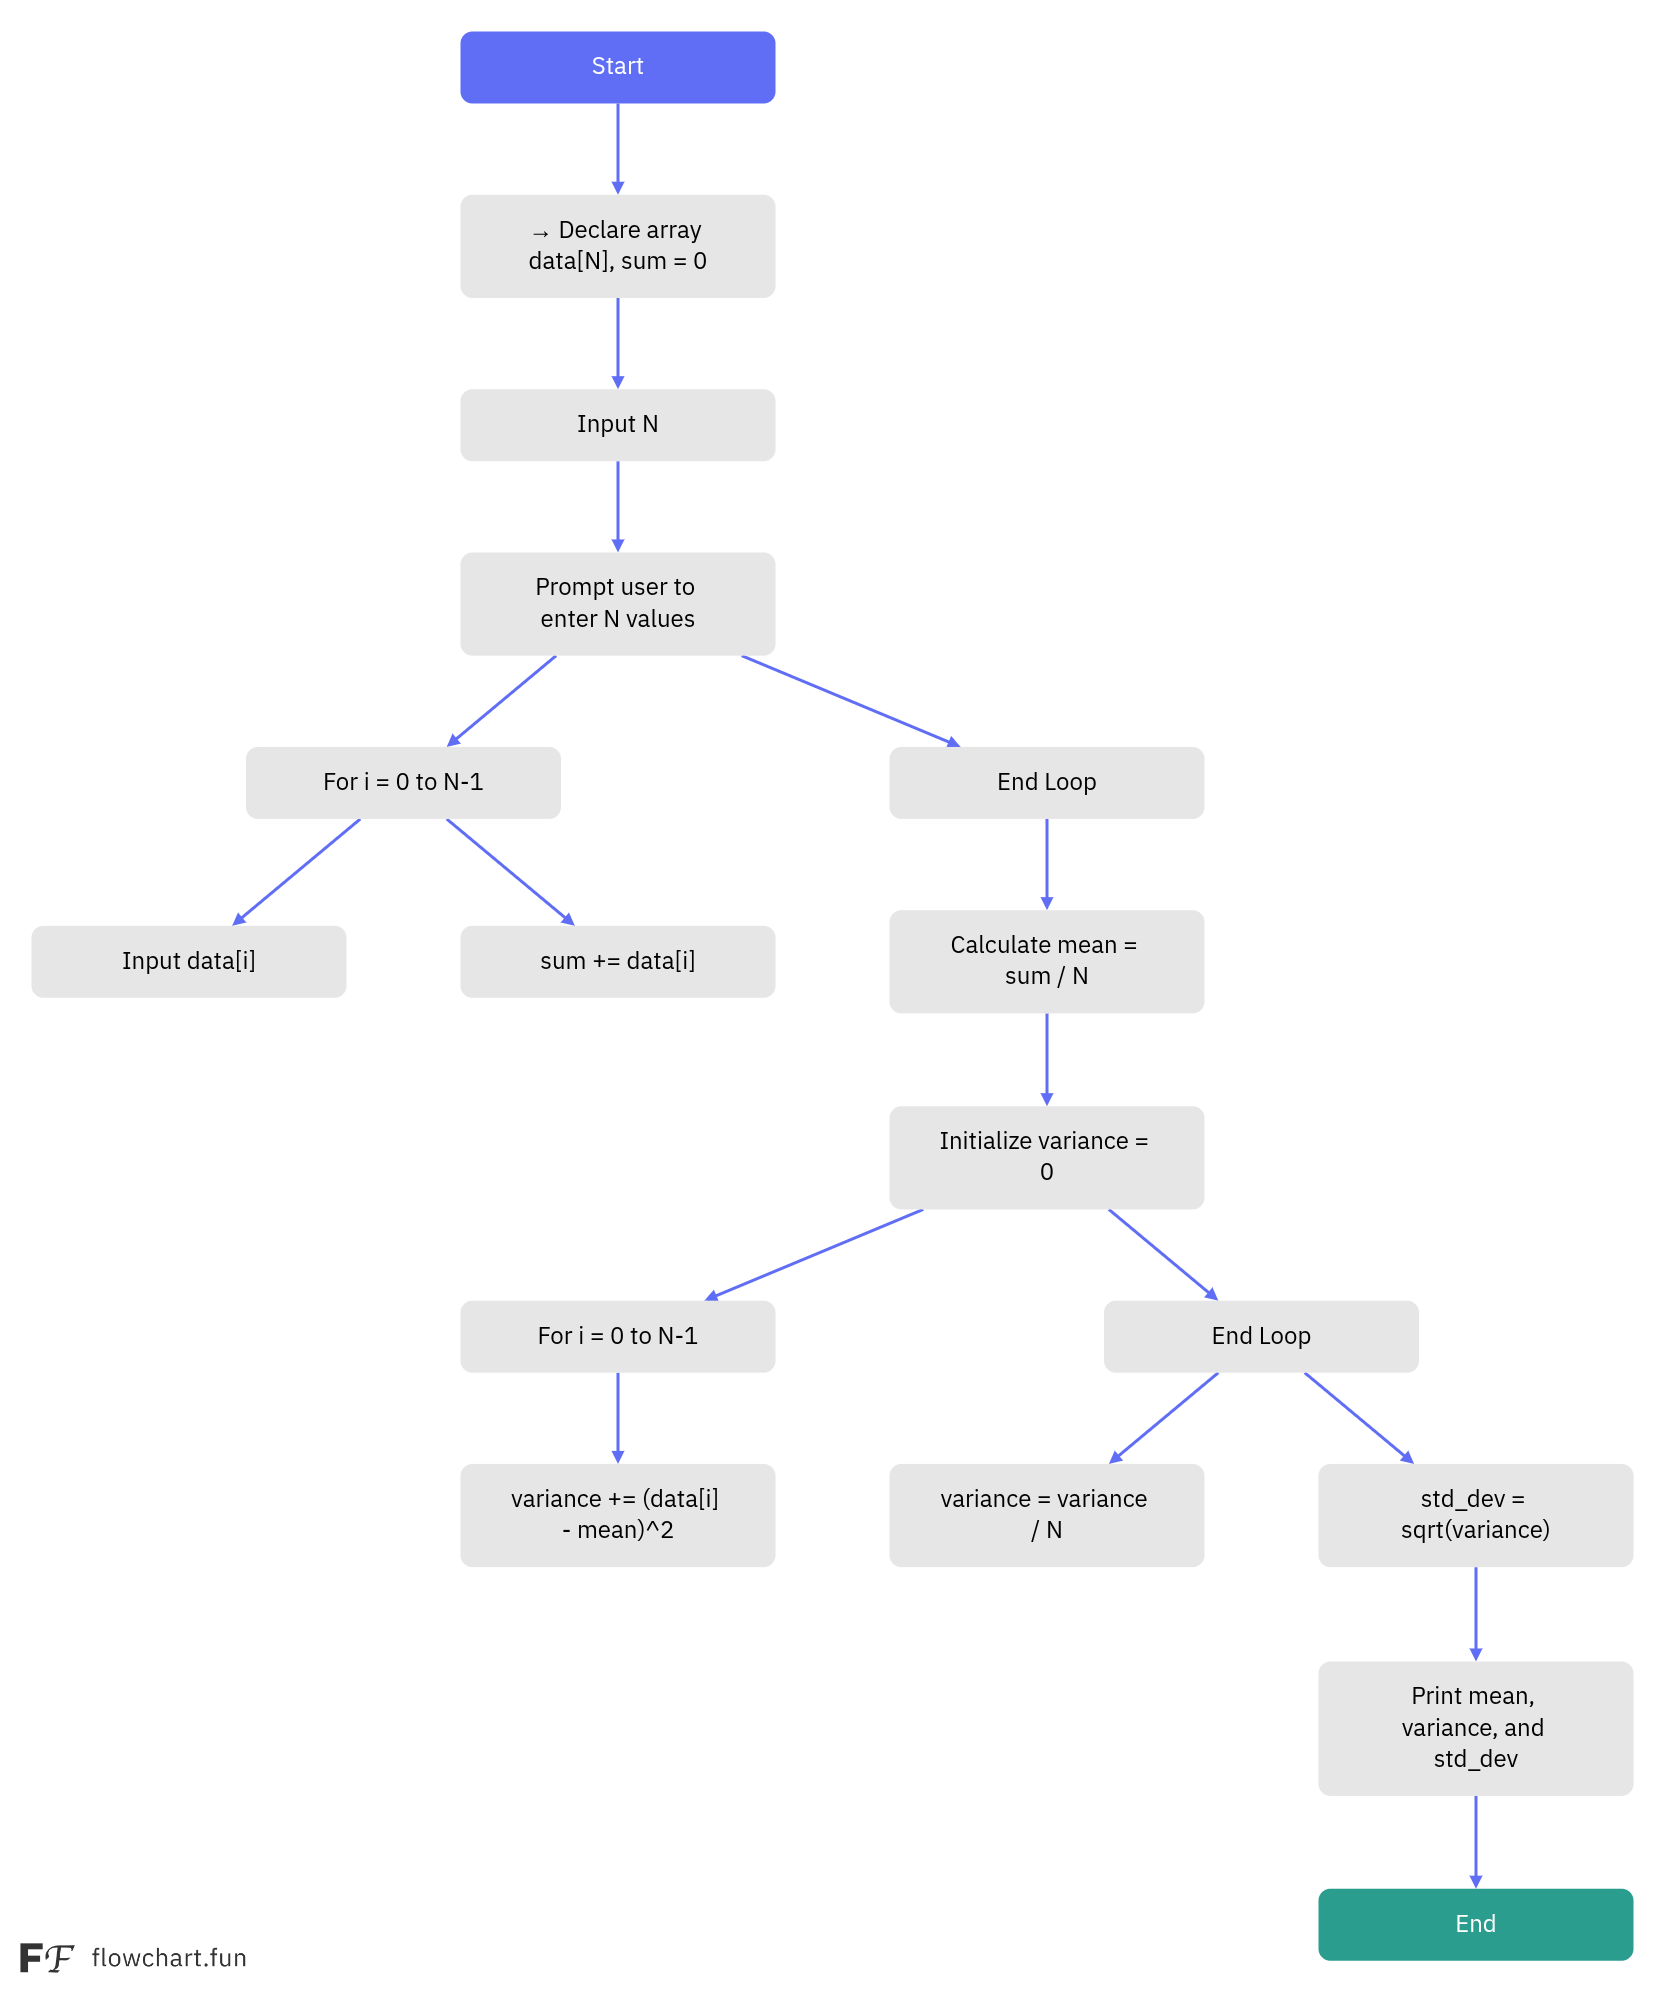 Start
→ Declare array
data[N], sum = 0
Input N
Prompt user to
enter N values
For i = 0 to N-1
End Loop
Input data[i]
sum += data[i]
Calculate mean =
sum / N
Initialize variance =
0
For i = 0 to N-1
End Loop
variance += (data[i]
- mean)^2
variance = variance
/ N
std_dev =
sqrt(variance)
Print mean,
variance, and
std_dev
End
FF flowchart.fun